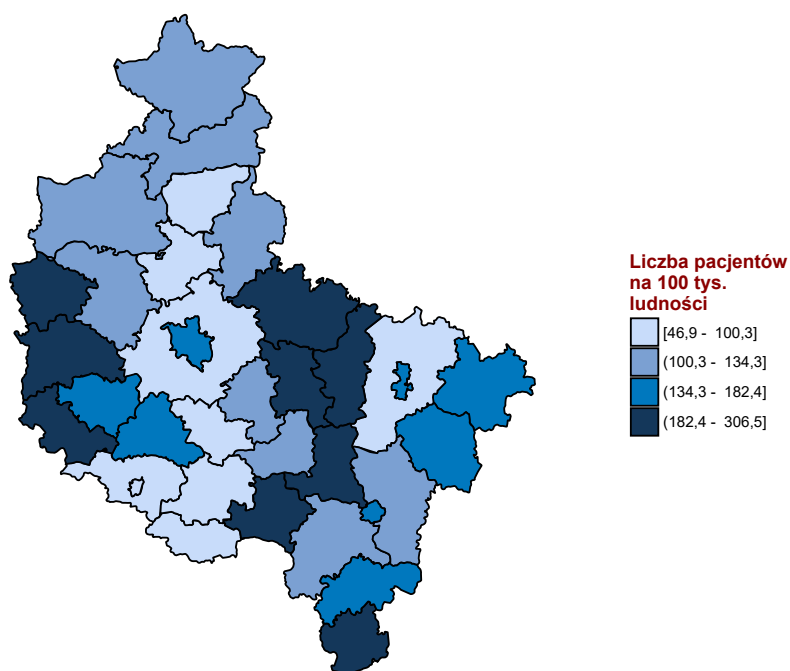 Liczba pacjentów
na 100 tys.
ludności
[46,9 - 100,3]
(100,3 - 134,3]
(134,3 - 182,4]
(182,4 - 306,5]